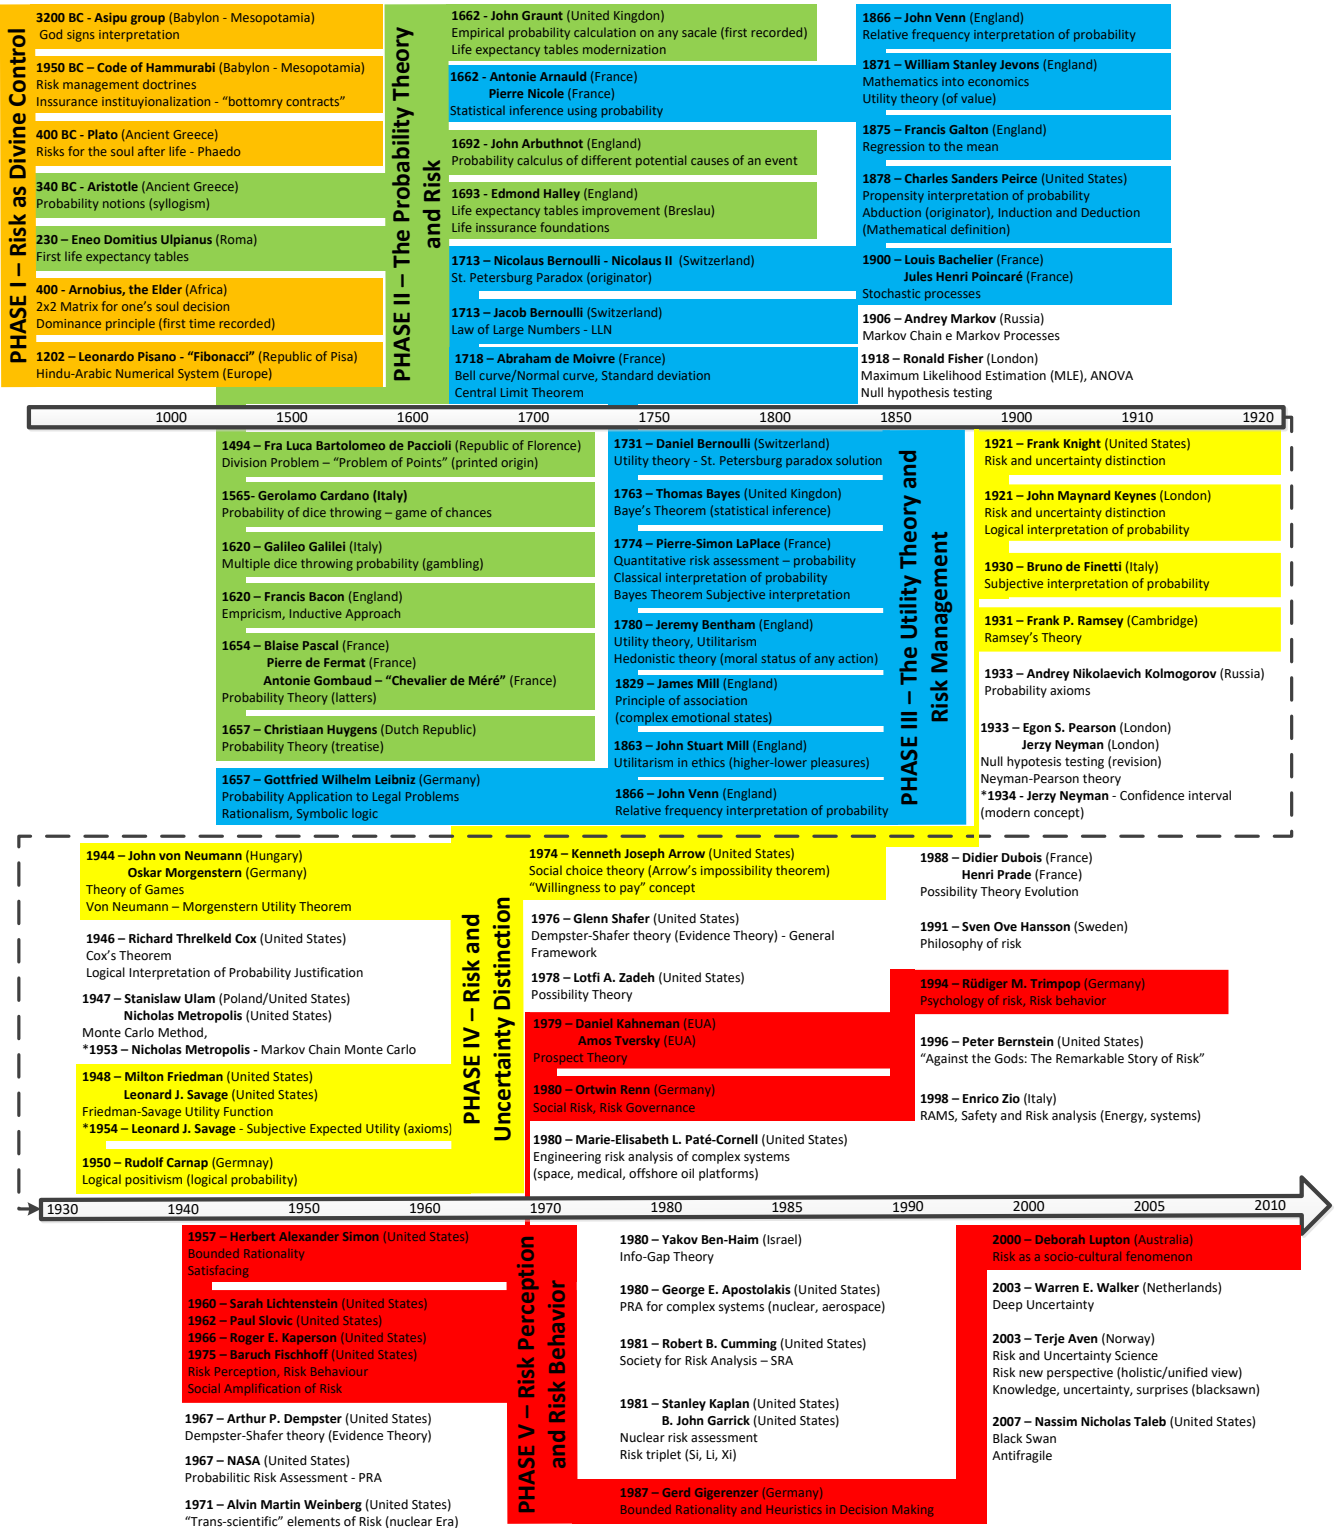 PHASE I – Risk as Divine Control
3200 BC - Asipu group (Babylon - Mesopotamia)
God signs interpretation
1950 BC – Code of Hammurabi (Babylon - Mesopotamia)
Risk management doctrines
Inssurance instituyionalization - “bottomry contracts”
400 BC - Plato (Ancient Greece)
Risks for the soul after life - Phaedo
340 BC - Aristotle (Ancient Greece)
Probability notions (syllogism)
230 – Eneo Domitius Ulpianus (Roma)
First life expectancy tables
400 - Arnobius, the Elder (Africa)
2x2 Matrix for one’s soul decision
Dominance principle (first time recorded)
1202 – Leonardo Pisano - “Fibonacci” (Republic of Pisa)
Hindu-Arabic Numerical System (Europe)
PHASE II – The Probability Theory
and Risk
1662 - John Graunt (United Kingdon)
Empirical probability calculation on any sacale (first recorded)
Life expectancy tables modernization
1662 - Antonie Arnauld (France)
Pierre Nicole (France)
Statistical inference using probability
1692 - John Arbuthnot (England)
Probability calculus of different potential causes of an event
1693 - Edmond Halley (England)
Life expectancy tables improvement (Breslau)
Life inssurance foundations
1713 – Nicolaus Bernoulli - Nicolaus II (Switzerland)
St. Petersburg Paradox (originator)
1713 – Jacob Bernoulli (Switzerland)
Law of Large Numbers - LLN
1718 – Abraham de Moivre (France)
Bell curve/Normal curve, Standard deviation
Central Limit Theorem
1866 – John Venn (England)
Relative frequency interpretation of probability
1871 – William Stanley Jevons (England)
Mathematics into economics
Utility theory (of value)
1875 – Francis Galton (England)
Regression to the mean
1878 – Charles Sanders Peirce (United States)
Propensity interpretation of probability
Abduction (originator), Induction and Deduction
(Mathematical definition)
1900 – Louis Bachelier (France)
Jules Henri Poincaré (France)
Stochastic processes
1906 – Andrey Markov (Russia)
Markov Chain e Markov Processes
1918 – Ronald Fisher (London)
Maximum Likelihood Estimation (MLE), ANOVA
Null hypothesis testing
1000 1500 1600 1700 1750 1800 1850 1900 1910 1920
1494 – Fra Luca Bartolomeo de Paccioli (Republic of Florence)
Division Problem – “Problem of Points” (printed origin)
1565- Gerolamo Cardano (Italy)
Probability of dice throwing – game of chances
1620 – Galileo Galilei (Italy)
Multiple dice throwing probability (gambling)
1620 – Francis Bacon (England)
Empricism, Inductive Approach
1654 – Blaise Pascal (France)
Pierre de Fermat (France)
Antonie Gombaud – “Chevalier de Méré” (France)
Probability Theory (latters)
1657 – Christiaan Huygens (Dutch Republic)
Probability Theory (treatise)
1657 – Gottfried Wilhelm Leibniz (Germany)
Probability Application to Legal Problems
Rationalism, Symbolic logic
1731 – Daniel Bernoulli (Switzerland)
Utility theory - St. Petersburg paradox solution
1763 – Thomas Bayes (United Kingdon)
Baye’s Theorem (statistical inference)
1774 – Pierre-Simon LaPlace (France)
Quantitative risk assessment – probability
Classical interpretation of probability
Bayes Theorem Subjective interpretation
1780 – Jeremy Bentham (England)
Utility theory, Utilitarism
Hedonistic theory (moral status of any action)
1829 – James Mill (England)
Principle of association
(complex emotional states)
1863 – John Stuart Mill (England)
Utilitarism in ethics (higher-lower pleasures)
1866 – John Venn (England)
Relative frequency interpretation of probability
PHASE III – The Utility Theory and
Risk Management
1921 – Frank Knight (United States)
Risk and uncertainty distinction
1921 – John Maynard Keynes (London)
Risk and uncertainty distinction
Logical interpretation of probability
1930 – Bruno de Finetti (Italy)
Subjective interpretation of probability
1931 – Frank P. Ramsey (Cambridge)
Ramsey’s Theory
1933 – Andrey Nikolaevich Kolmogorov (Russia)
Probability axioms
1933 – Egon S. Pearson (London)
Jerzy Neyman (London)
Null hypotesis testing (revision)
Neyman-Pearson theory
*1934 - Jerzy Neyman - Confidence interval
(modern concept)
1944 – John von Neumann (Hungary)
Oskar Morgenstern (Germany)
Theory of Games
Von Neumann – Morgenstern Utility Theorem
1946 – Richard Threlkeld Cox (United States)
Cox’s Theorem
Logical Interpretation of Probability Justification
1947 – Stanislaw Ulam (Poland/United States)
Nicholas Metropolis (United States)
Monte Carlo Method,
*1953 – Nicholas Metropolis - Markov Chain Monte Carlo
1948 – Milton Friedman (United States)
Leonard J. Savage (United States)
Friedman-Savage Utility Function
*1954 – Leonard J. Savage - Subjective Expected Utility (axioms)
1950 – Rudolf Carnap (Germnay)
Logical positivism (logical probability)
PHASE IV – Risk and
Uncertainty Distinction
1974 – Kenneth Joseph Arrow (United States)
Social choice theory (Arrow’s impossibility theorem)
“Willingness to pay” concept
1976 – Glenn Shafer (United States)
Dempster-Shafer theory (Evidence Theory) - General
Framework
1978 – Lotfi A. Zadeh (United States)
Possibility Theory
1979 – Daniel Kahneman (EUA)
Amos Tversky (EUA)
Prospect Theory
1980 – Ortwin Renn (Germany)
Social Risk, Risk Governance
1980 – Marie-Elisabeth L. Paté-Cornell (United States)
Engineering risk analysis of complex systems
(space, medical, offshore oil platforms)
1988 – Didier Dubois (France)
Henri Prade (France)
Possibility Theory Evolution
1991 – Sven Ove Hansson (Sweden)
Philosophy of risk
1994 – Rüdiger M. Trimpop (Germany)
Psychology of risk, Risk behavior
1996 – Peter Bernstein (United States)
“Against the Gods: The Remarkable Story of Risk”
1998 – Enrico Zio (Italy)
RAMS, Safety and Risk analysis (Energy, systems)
1930 1940 1950 1960 1970 1980 1985 1990 2000 2005 2010
1957 – Herbert Alexander Simon (United States)
Bounded Rationality
Satisfacing
1960 – Sarah Lichtenstein (United States)
1962 – Paul Slovic (United States)
1966 – Roger E. Kaperson (United States)
1975 – Baruch Fischhoff (United States)
Risk Perception, Risk Behaviour
Social Amplification of Risk
1967 – Arthur P. Dempster (United States)
Dempster-Shafer theory (Evidence Theory)
1967 – NASA (United States)
Probabilitic Risk Assessment - PRA
1971 – Alvin Martin Weinberg (United States)
“Trans-scientific” elements of Risk (nuclear Era)
PHASE V – Risk Perception
and Risk Behavior
1980 – Yakov Ben-Haim (Israel)
Info-Gap Theory
1980 – George E. Apostolakis (United States)
PRA for complex systems (nuclear, aerospace)
1981 – Robert B. Cumming (United States)
Society for Risk Analysis – SRA
1981 – Stanley Kaplan (United States)
B. John Garrick (United States)
Nuclear risk assessment
Risk triplet (Si, Li, Xi)
1987 – Gerd Gigerenzer (Germany)
Bounded Rationality and Heuristics in Decision Making
2000 – Deborah Lupton (Australia)
Risk as a socio-cultural fenomenon
2003 – Warren E. Walker (Netherlands)
Deep Uncertainty
2003 – Terje Aven (Norway)
Risk and Uncertainty Science
Risk new perspective (holistic/unified view)
Knowledge, uncertainty, surprises (blacksawn)
2007 – Nassim Nicholas Taleb (United States)
Black Swan
Antifragile